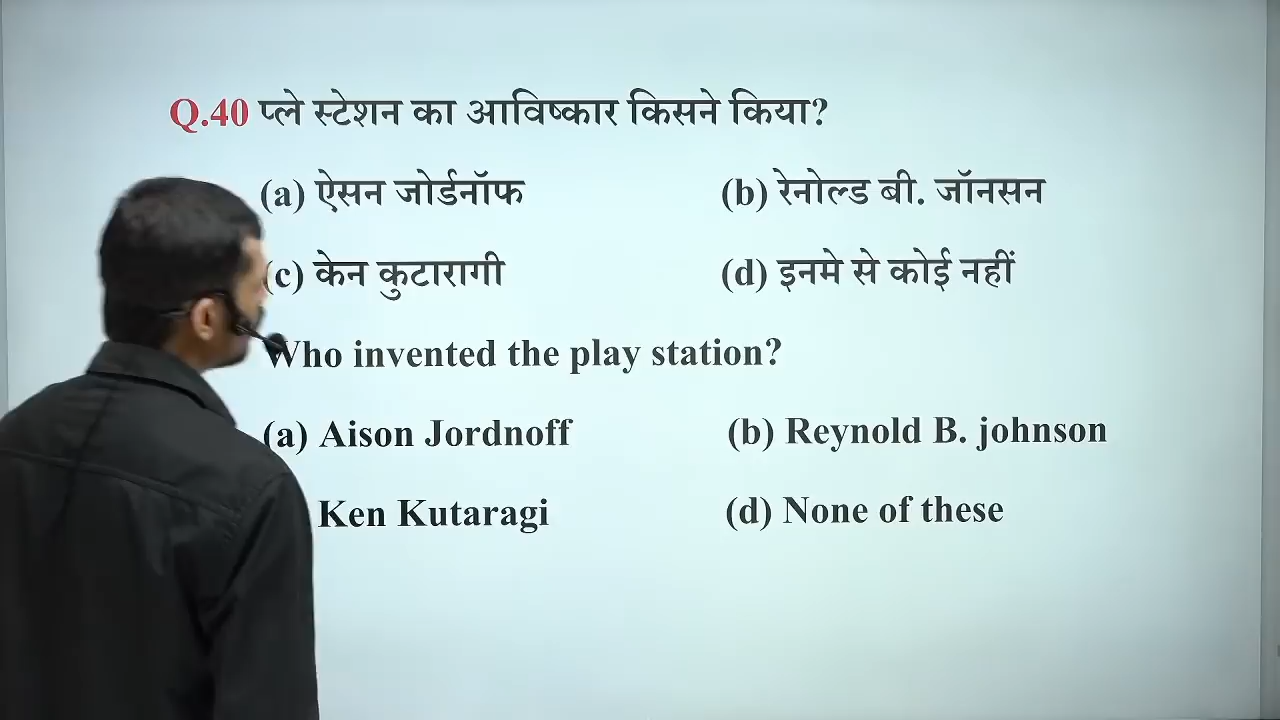 Q.40 प्ले स्टेशन का आविष्कार किसने किया?
(a) ऐसन जोर्डनॉफ (b) रेनोल्ड बी. जॉनसन
(c) केन कुटारागी (d) इनमे से कोई नहीं
Who invented the play station?
(a) Aison Jordnoff (b) Reynold B. johnson
Ken Kutaragi (d) None of these